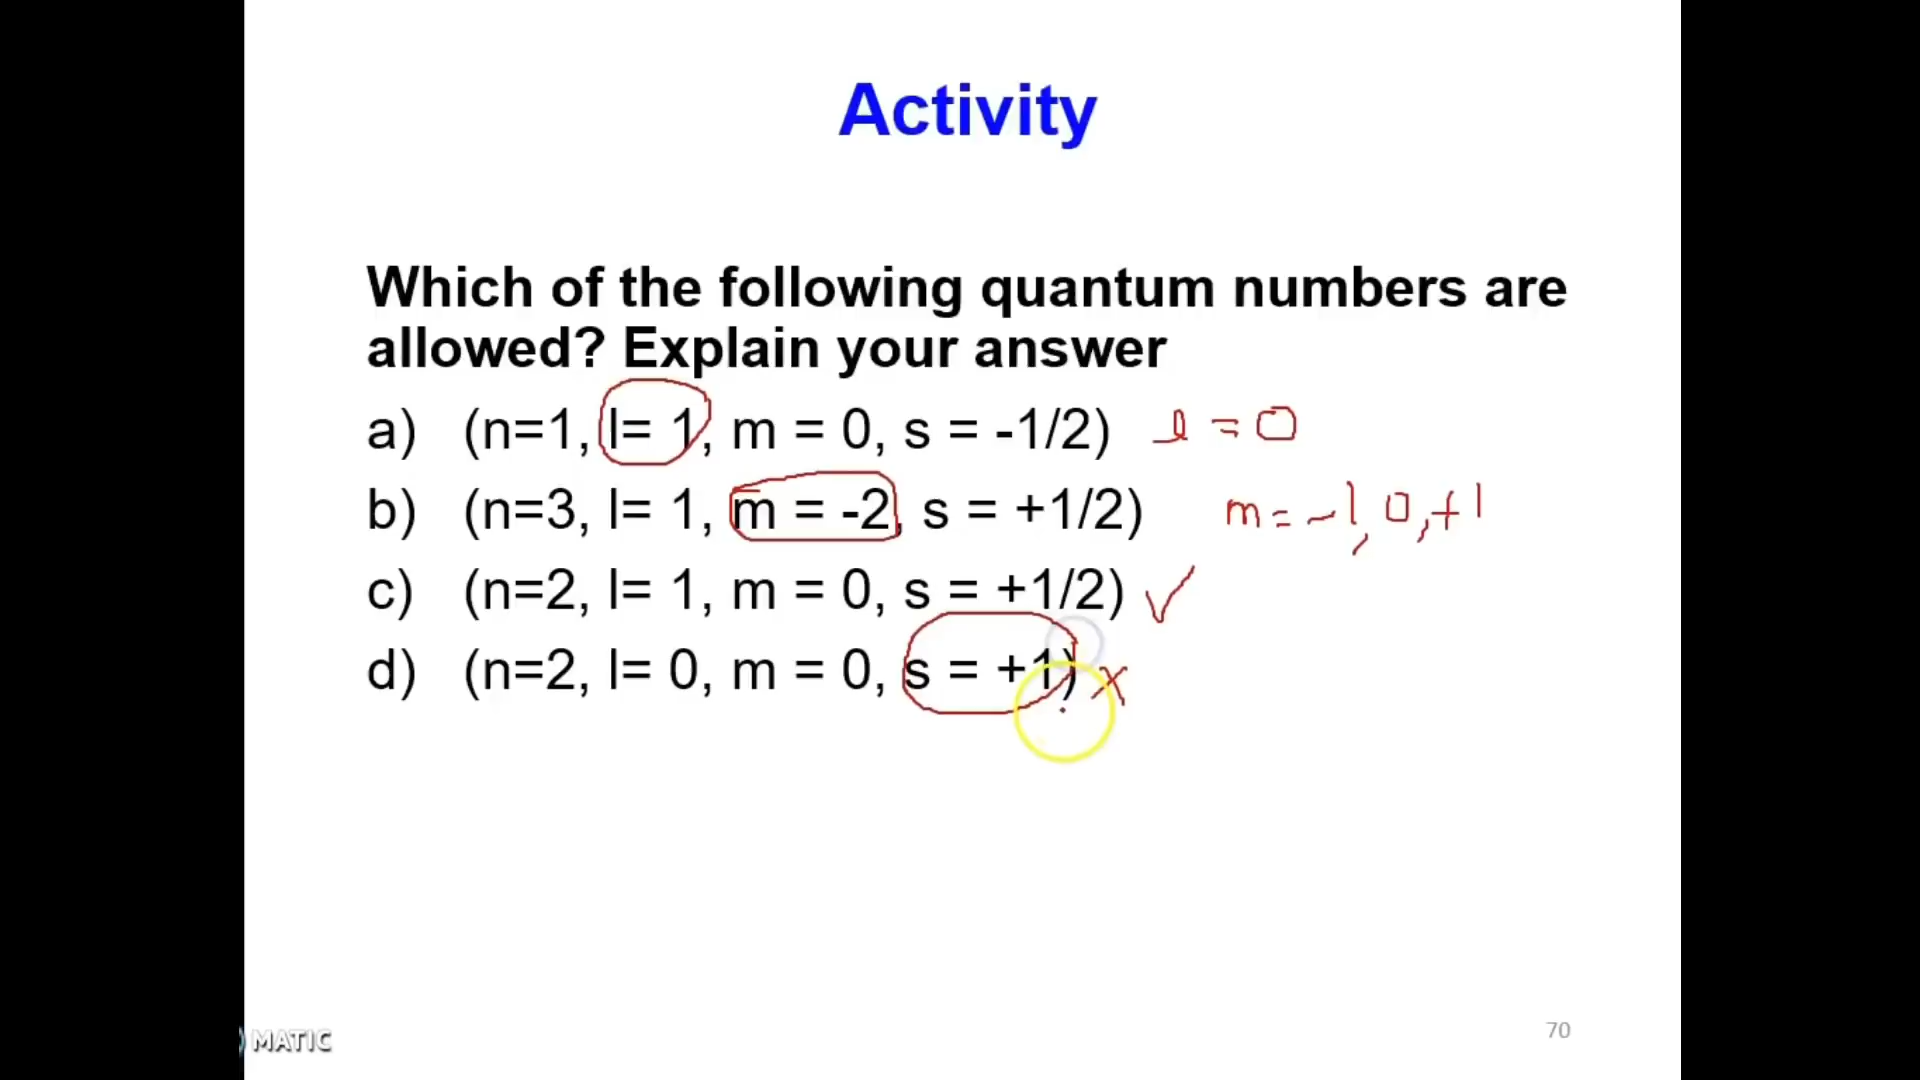 Activity
Which of the following quantum numbers are
allowed? Explain your answer
a) (n=1, l= 1, m = 0, s = -1/2) l = 0
b) (n=3, l= 1, m = -2, s = +1/2) m = -1, 0, +1
c) (n=2, l= 1, m = 0, s = +1/2) ✓
d) (n=2, l= 0, m = 0, s = +1) x
MATIC
70